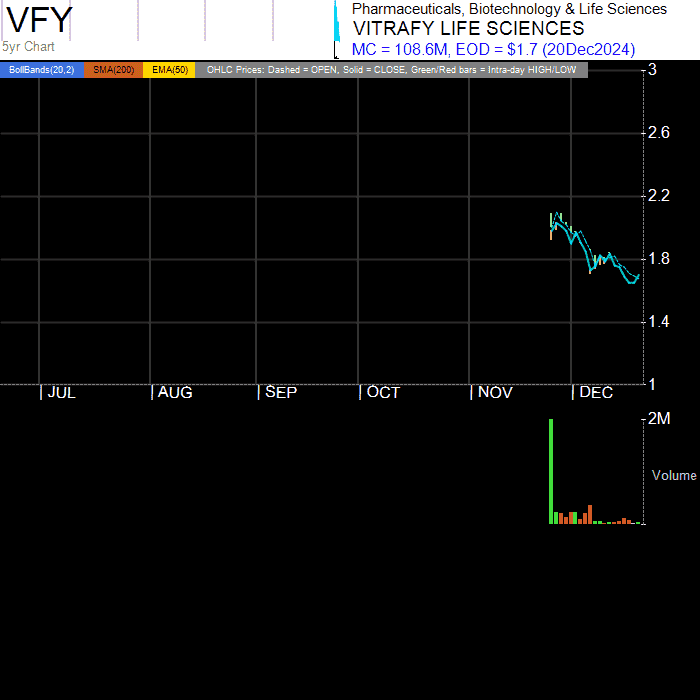 VFY
5yr Chart
Pharmaceuticals, Biotechnology & Life Sciences
VITRAFY LIFE SCIENCES
MC = 108.6M, EOD = $1.7 (20Dec2024)
BollBands(20,2) SMA(200) EMA(50) OHLC Prices: Dashed = OPEN, Solid = CLOSE, Green/Red bars = Intra-day HIGH/LOW
3
2.6
2.2
1.8
1.4
1
JUL AUG SEP OCT NOV DEC
2M
Volume